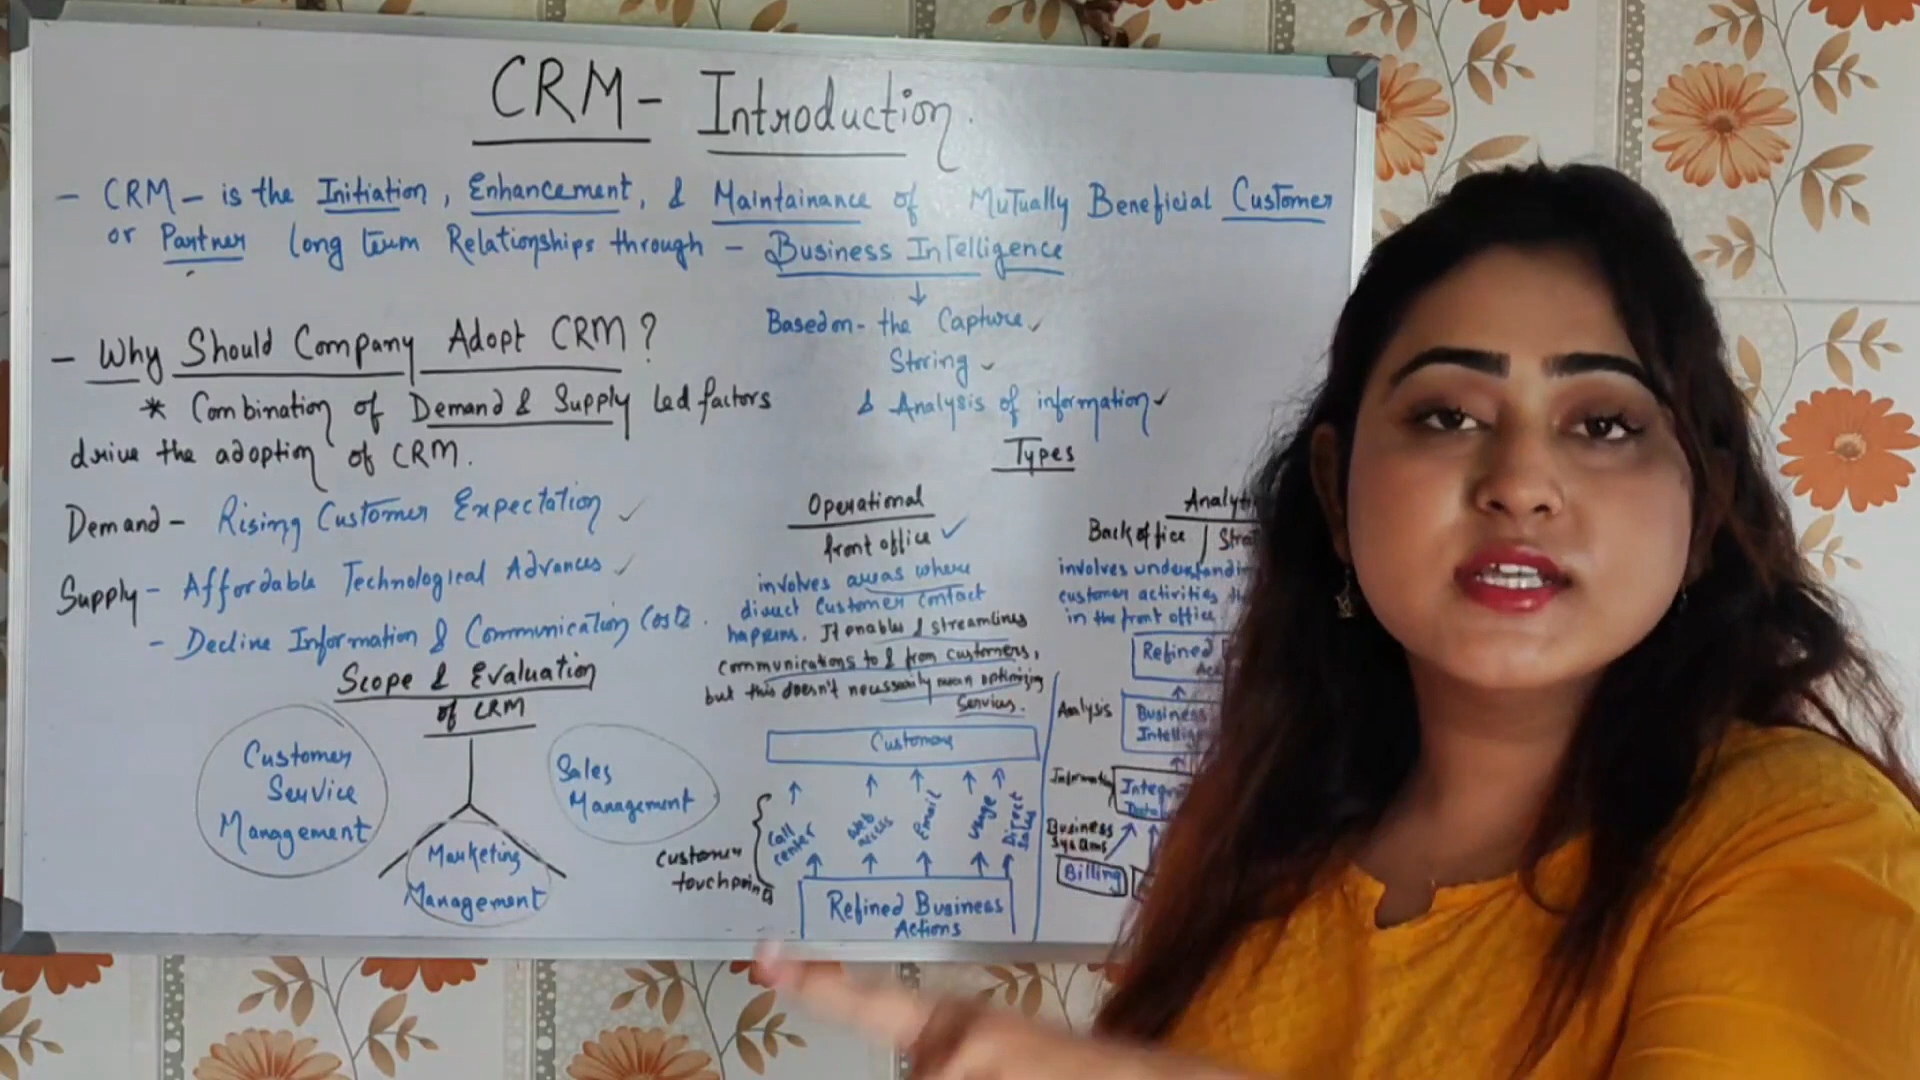 CRM - Introduction.
- CRM - is the Initiation, Enhancement, & Maintainance of Mutually Beneficial Customer
or Partner long term Relationships through - Business Intelligence
↓
Based on - the Capture ✓
Storing ✓
& Analysis of information ✓
- Why Should Company Adopt CRM?
* Combination of Demand & Supply Led factors
drive the adoption of CRM.
Demand - Rising Customer Expectation ✓
Supply - Affordable Technological Advances ✓
- Decline Information & Communication Costs.
Scope & Evaluation
of CRM
Customer
Service
Management
Marketing
Management
Sales
Management
Types
Operational
front office ✓
involves areas where
direct Customer Contact
happens. It enables & streamlines
Communications to & from customers,
but this doesn't necessarily mean optimizing
Services.
Customers
Customer
touchpoints
Call
Center
Web
access
Email
Direct
Sales
Refined Business
Actions
Back office /
involves
customer activities
in the front office
Refined
Analysis
Business
Information
Business
Systems
Billing